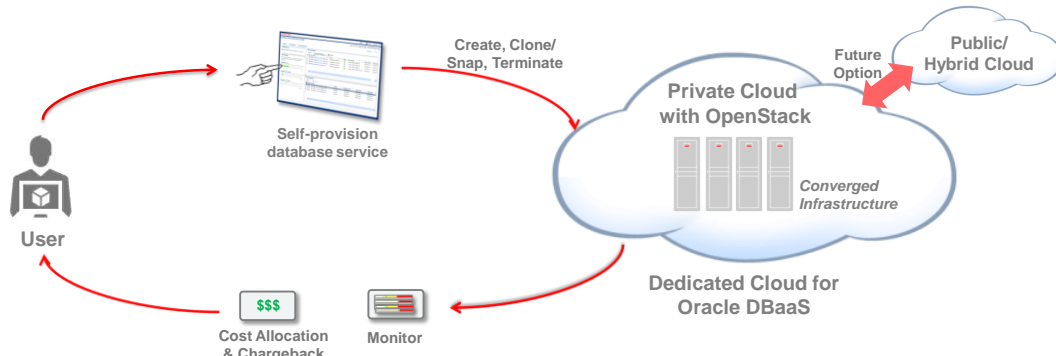 Create, Clone/
Snap, Terminate
Future
Option
Public/
Hybrid Cloud
Private Cloud
with OpenStack
Self-provision
database service
Converged
Infrastructure
User
Dedicated Cloud for
Oracle DBaaS
$$$
Cost Allocation
& Chargeback
Monitor